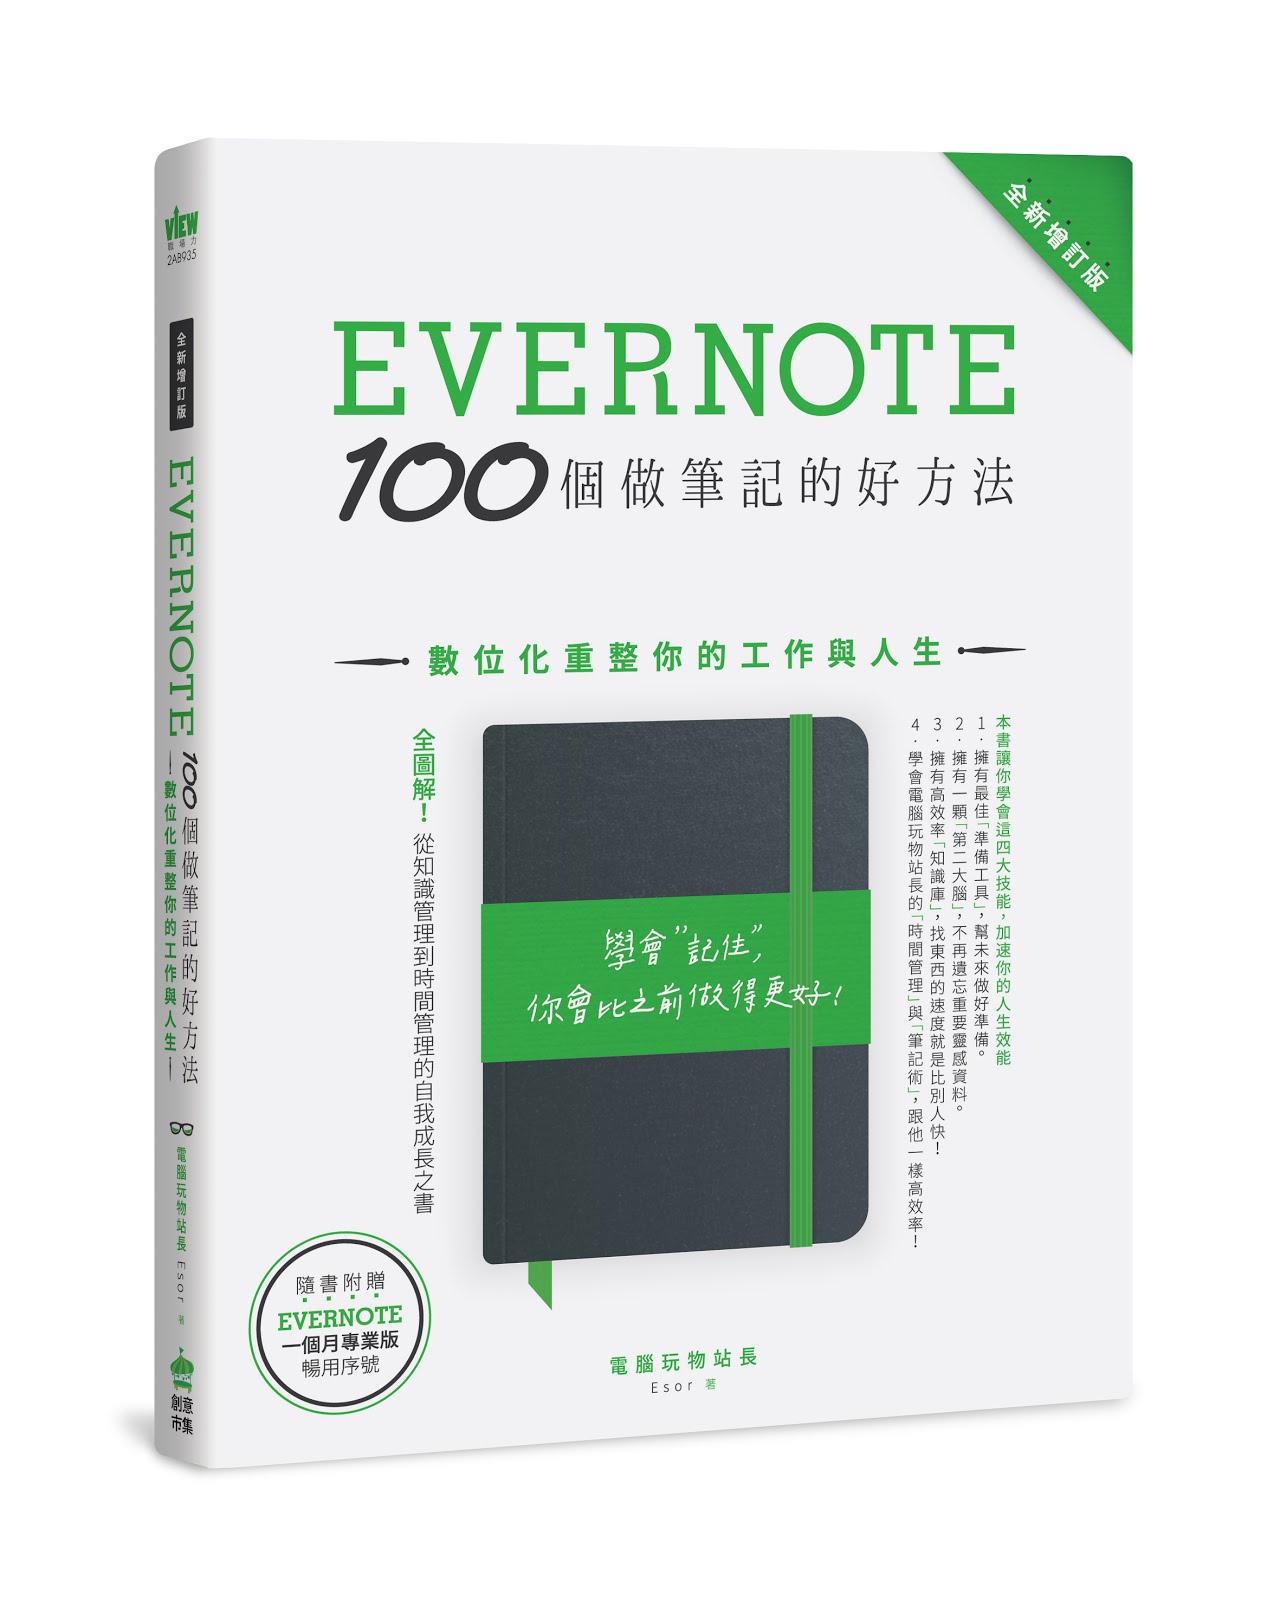 全新增訂版
EVERNOTE
100個做筆記的好方法
數位化重整你的工作與人生
本書讓你學會這四大技能，加速你的人生效能
1．擁有最佳「準備工具」，幫未來做好準備。
2．擁有一顆「第二大腦」，不再遺忘重要靈感資料。
3．擁有高效率「知識庫」，找東西的速度就是比別人快！
4．學會電腦玩物站長的「時間管理」與「筆記術」，跟他一樣高效率！
全圖解！從知識管理到時間管理的自我成長之書
學會”記住”，
你會比之前做得更好！
隨書附贈
EVERNOTE
一個月專業版
暢用序號
電腦玩物站長
Esor 著
VIEW
職場力
2AB935
全新增訂版
EVERNOTE 100個做筆記的好方法
數位化重整你的工作與人生
電腦玩物站長 Esor 著
創意
市集